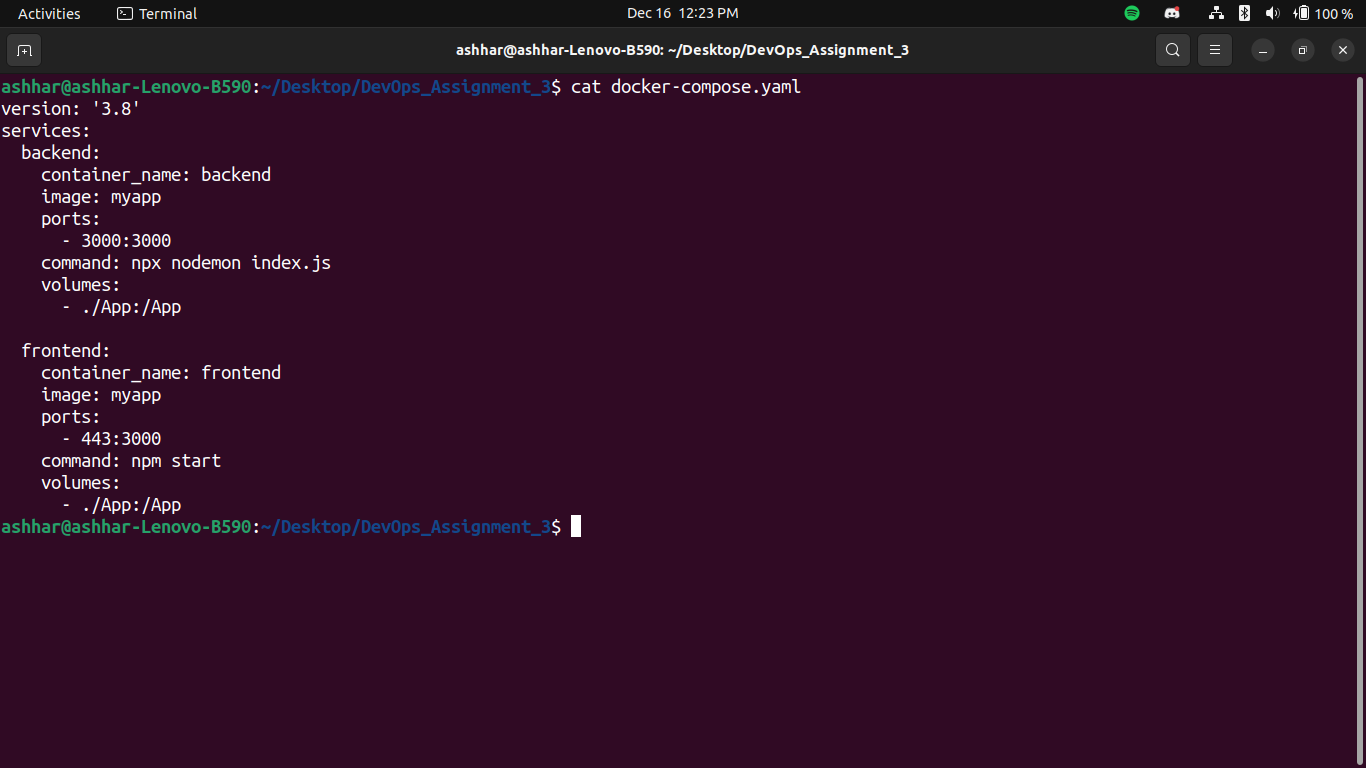 Activities Terminal Dec 16 12:23 PM 100 %
ashhar@ashhar-Lenovo-B590: ~/Desktop/DevOps_Assignment_3
ashhar@ashhar-Lenovo-B590:~/Desktop/DevOps_Assignment_3$ cat docker-compose.yaml
version: '3.8'
services:
  backend:
    container_name: backend
    image: myapp
    ports:
      - 3000:3000
    command: npx nodemon index.js
    volumes:
      - ./App:/App

  frontend:
    container_name: frontend
    image: myapp
    ports:
      - 443:3000
    command: npm start
    volumes:
      - ./App:/App
ashhar@ashhar-Lenovo-B590:~/Desktop/DevOps_Assignment_3$